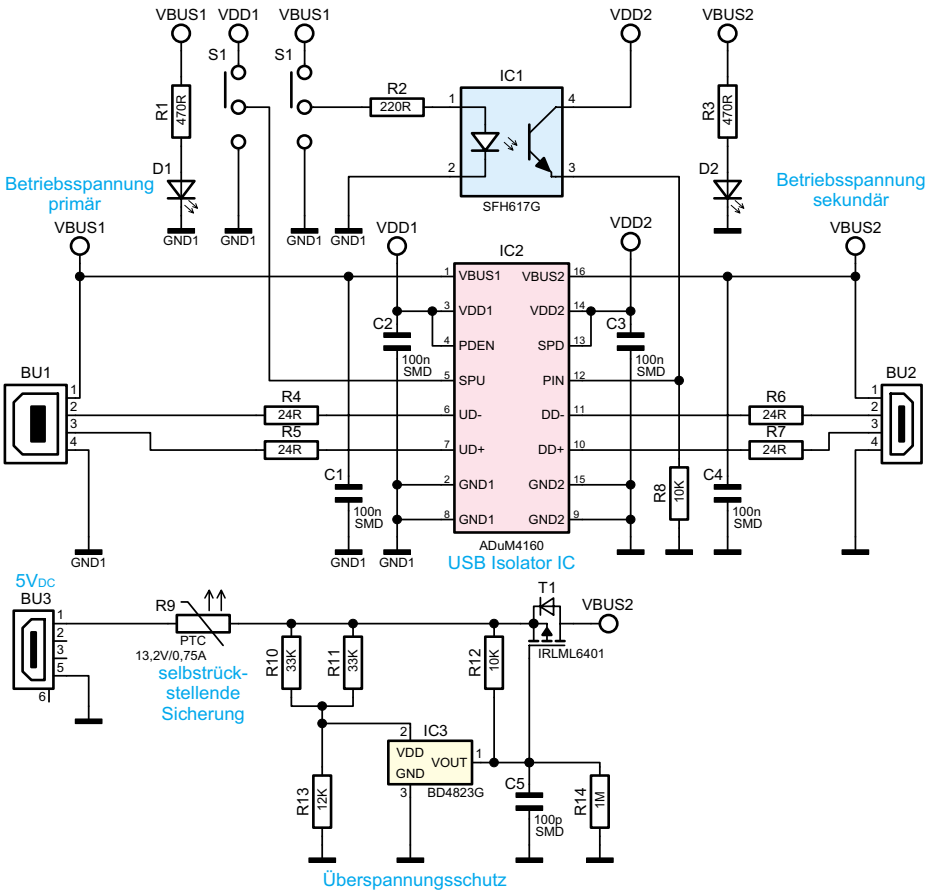 VBUS1
VDD1
VBUS1
VDD2
VBUS2
S1
S1
R1
470R
R2
220R
IC1
1
2
4
3
SFH617G
R3
470R
D1
D2
GND1
GND1
GND1
GND1
Betriebsspannung
primär
VBUS1
Betriebsspannung
sekundär
VBUS2
VDD1
VDD2
IC2
1 VBUS1
3 VDD1
4 PDEN
5 SPU
6 UD-
7 UD+
2 GND1
8 GND1
VBUS2 16
VDD2 14
SPD 13
PIN 12
DD- 11
DD+ 10
GND2 15
GND2 9
ADuM4160
USB Isolator IC
C2
100n
SMD
C3
100n
SMD
BU1
1
2
3
4
GND1
R4
24R
R5
24R
C1
100n
SMD
GND1
GND1
R6
24R
R7
24R
R8
10K
C4
100n
SMD
BU2
1
2
3
4
5VDC
BU3
1
2
3
5
6
R9
PTC
13,2V/0,75A
selbstrück-
stellende
Sicherung
R10
33K
R11
33K
R12
10K
T1
IRLML6401
VBUS2
R13
12K
IC3
2
VDD
GND
VOUT
1
3
BD4823G
C5
100p
SMD
R14
1M
Überspannungsschutz